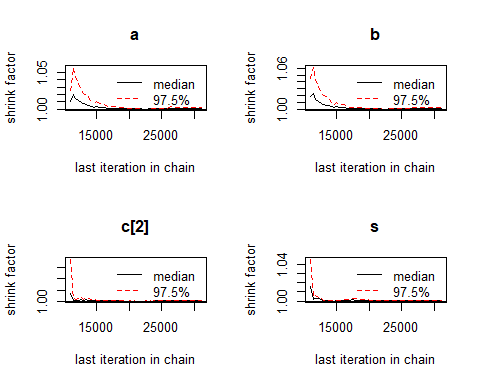 a
shrink factor
1.00
1.05
median
97.5%
15000
25000
last iteration in chain
b
shrink factor
1.00
1.06
median
97.5%
15000
25000
last iteration in chain
c[2]
shrink factor
1.00
median
97.5%
15000
25000
last iteration in chain
s
shrink factor
1.00
1.04
median
97.5%
15000
25000
last iteration in chain